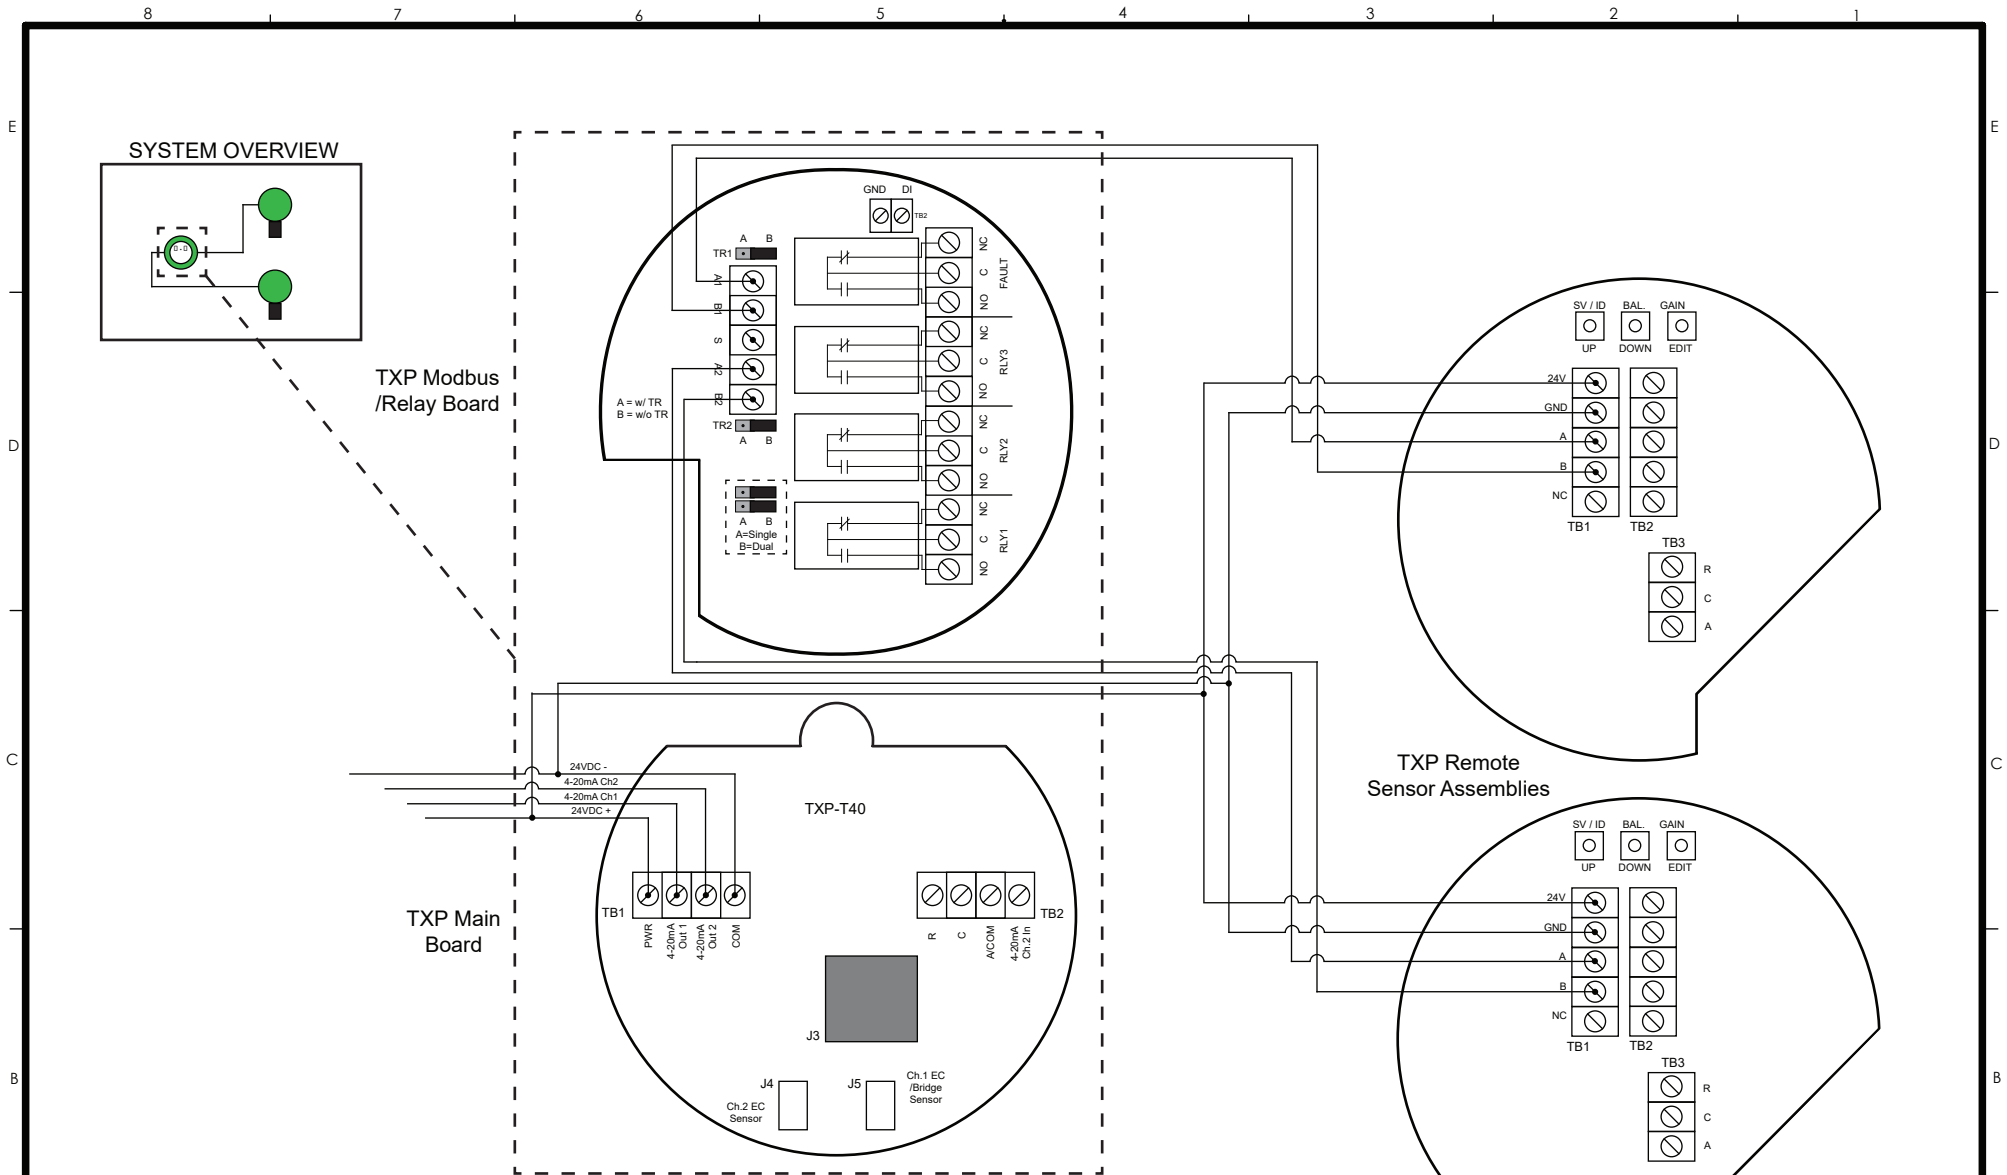 8 7 6 5 4 3 2 1
E E
SYSTEM OVERVIEW
GND DI
TB2
A B
TR1
A1
B1
S
A2
B2
A = w/ TR
B = w/o TR
TR2
A B
A B
A=Single
B=Dual
NC
C
NO
FAULT
NC
C
NO
RLY3
NC
C
NO
RLY2
NC
C
NO
RLY1
TXP Modbus
/Relay Board
D D
SV / ID BAL. GAIN
UP DOWN EDIT
24V
GND
A
B
NC
TB1 TB2
TB3
R
C
A
C C
TXP Remote
Sensor Assemblies
24VDC -
4-20mA Ch2
4-20mA Ch1
24VDC +
TXP-T40
TXP Main
Board
TB1
PWR
4-20mA
Out 1
4-20mA
Out 2
COM
R
C
A/COM
4-20mA
Ch.2 In
TB2
J3
J4
Ch.2 EC
Sensor
J5
Ch.1 EC
/Bridge
Sensor
SV / ID BAL. GAIN
UP DOWN EDIT
24V
GND
A
B
NC
TB1 TB2
TB3
R
C
A
B B